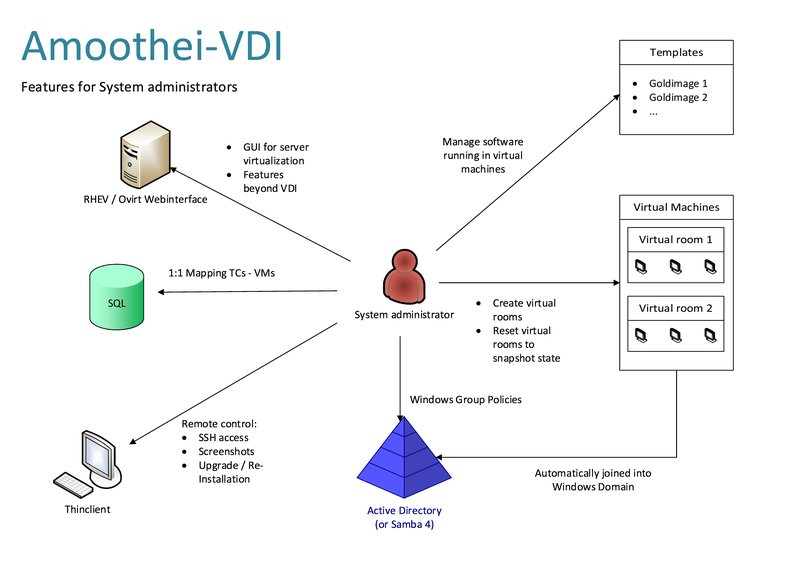 Amoothei-VDI
Features for System administrators
Templates
• Goldimage 1
• Goldimage 2
• ...
Manage software
running in virtual
machines
• GUI for server
virtualization
• Features
beyond VDI
RHEV / Ovirt Webinterface
Virtual Machines
Virtual room 1
Virtual room 2
1:1 Mapping TCs - VMs
SQL
System administrator
• Create virtual
rooms
• Reset virtual
rooms to
snapshot state
Windows Group Policies
Remote control:
• SSH access
• Screenshots
• Upgrade / Re-
Installation
Thinclient
Automatically joined into
Windows Domain
Active Directory
(or Samba 4)